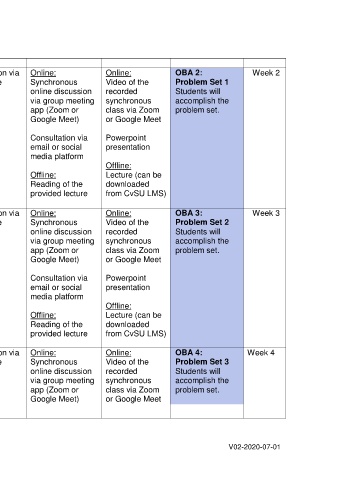 on via
e
Online:
Synchronous
online discussion
via group meeting
app (Zoom or
Google Meet)
Consultation via
email or social
media platform
Offline:
Reading of the
provided lecture
Online:
Video of the
recorded
synchronous
class via Zoom
or Google Meet
Powerpoint
presentation
Offline:
Lecture (can be
downloaded
from CvSU LMS)
OBA 2:
Problem Set 1
Students will
accomplish the
problem set.
Week 2
on via
e
Online:
Synchronous
online discussion
via group meeting
app (Zoom or
Google Meet)
Consultation via
email or social
media platform
Offline:
Reading of the
provided lecture
Online:
Video of the
recorded
synchronous
class via Zoom
or Google Meet
Powerpoint
presentation
Offline:
Lecture (can be
downloaded
from CvSU LMS)
OBA 3:
Problem Set 2
Students will
accomplish the
problem set.
Week 3
on via
e
Online:
Synchronous
online discussion
via group meeting
app (Zoom or
Google Meet)
Online:
Video of the
recorded
synchronous
class via Zoom
or Google Meet
OBA 4:
Problem Set 3
Students will
accomplish the
problem set.
Week 4
V02-2020-07-01